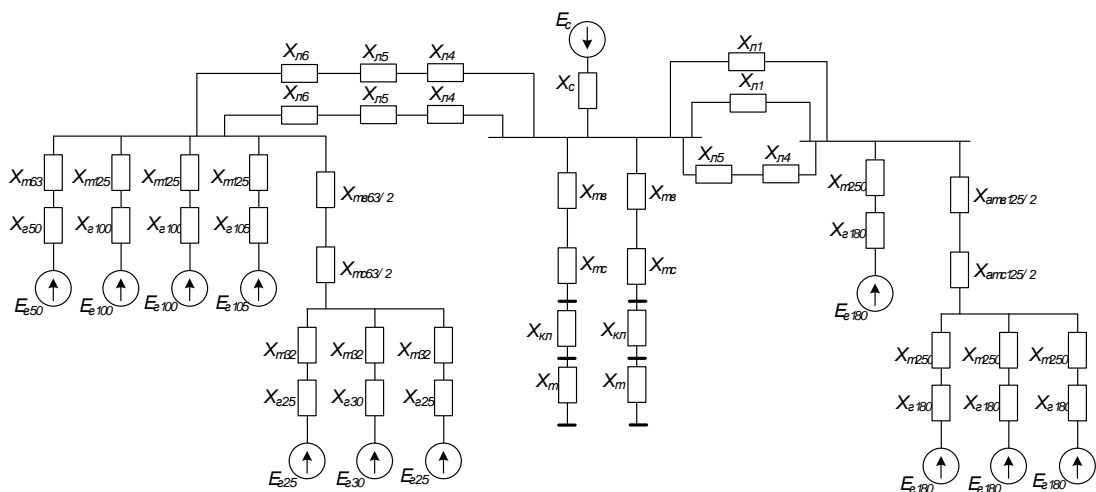 Eс
Xл6 Xл5 Xл4 Xс Xл1
Xл6 Xл5 Xл4 Xл1
Xл5 Xл4
Xт63 Xт125 Xт125 Xт125 Xтв63/2 Xтв Xтв Xт250 Xатв125/2
Xг50 Xг100 Xг100 Xг105 Xг180
Xтс63/2 Xтс Xтс Xатс125/2
Eг50 Eг100 Eг100 Eг105 Eг180
Xкл Xкл
Xт32 Xт32 Xт32 Xт250 Xт250 Xт250
Xт Xт
Xг25 Xг30 Xг25 Xг180 Xг180 Xг180
Eг25 Eг30 Eг25 Eг180 Eг180 Eг180